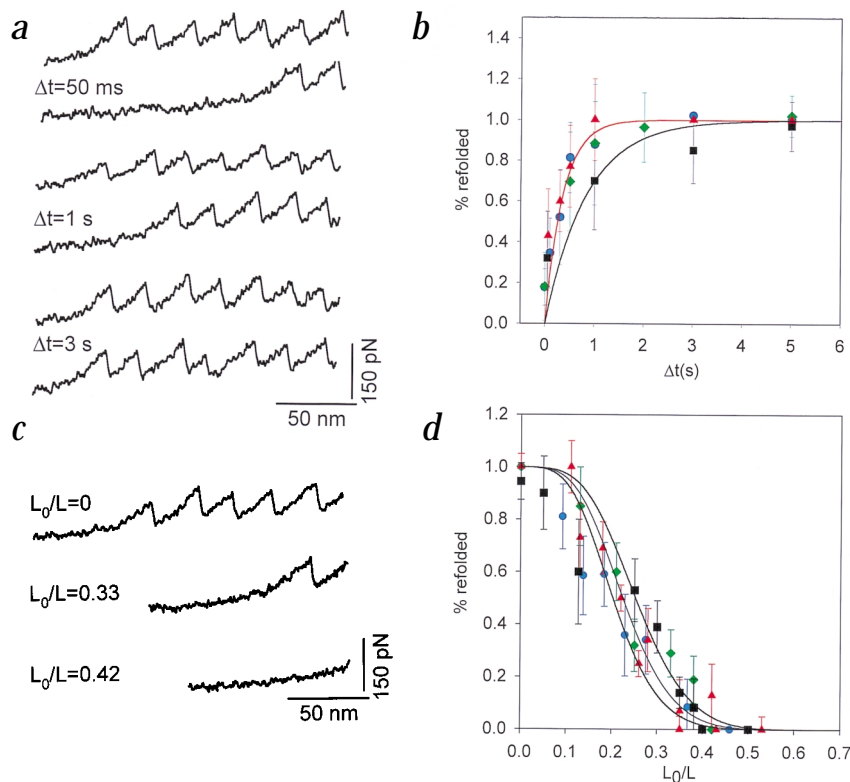 a
Δt=50 ms
Δt=1 s
Δt=3 s
50 nm
150 pN
b
% refolded
1.4
1.2
1.0
0.8
0.6
0.4
0.2
0.0
0 1 2 3 4 5 6
Δt(s)
c
L0/L=0
L0/L=0.33
L0/L=0.42
50 nm
150 pN
d
% refolded
1.2
1.0
0.8
0.6
0.4
0.2
0.0
0.0 0.1 0.2 0.3 0.4 0.5 0.6 0.7
L0/L